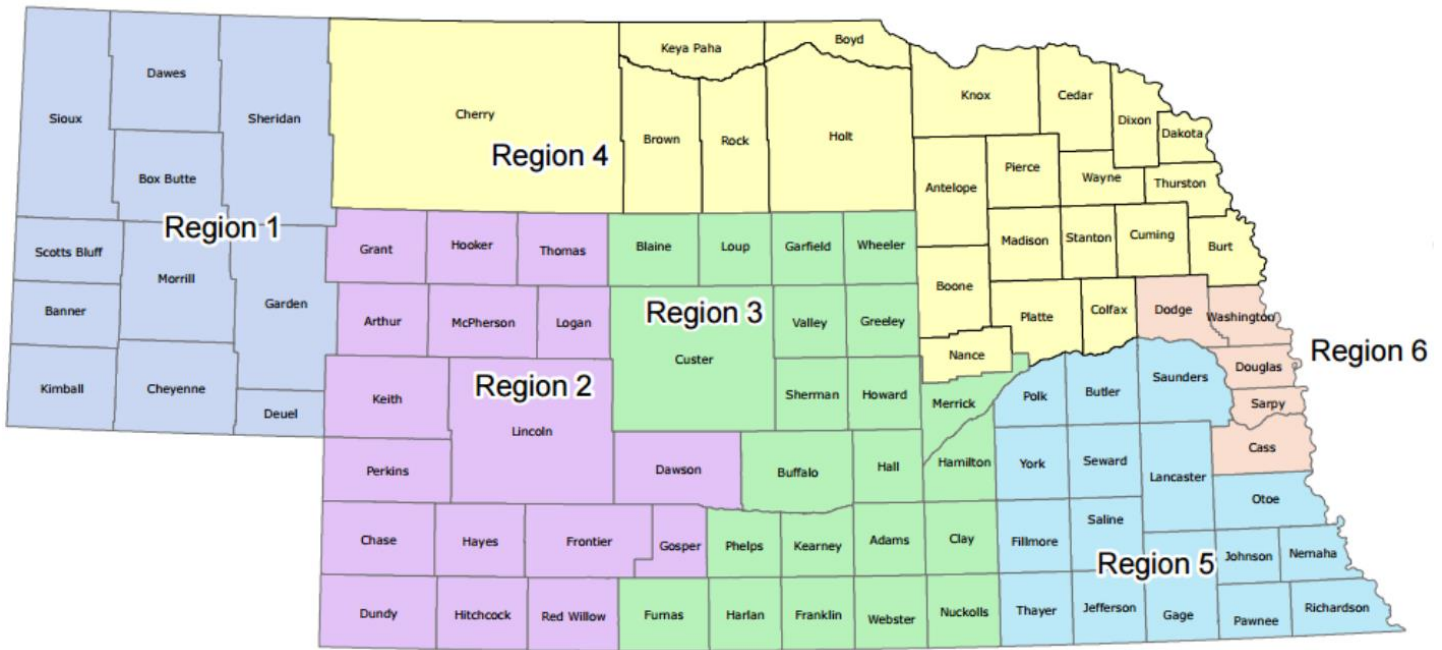 Keya Paha
Boyd
Dawes
Sioux
Sheridan
Cherry
Knox
Cedar
Dixon
Dakota
Brown
Rock
Holt
Region 4
Box Butte
Pierce
Wayne
Thurston
Antelope
Region 1
Scotts Bluff
Morrill
Garden
Grant
Hooker
Thomas
Blaine
Loup
Garfield
Wheeler
Madison
Stanton
Cuming
Burt
Boone
Banner
Arthur
McPherson
Logan
Region 3
Custer
Valley
Greeley
Platte
Colfax
Dodge
Washington
Nance
Region 6
Douglas
Kimball
Cheyenne
Deuel
Keith
Region 2
Lincoln
Sherman
Howard
Merrick
Polk
Butler
Saunders
Sarpy
Perkins
Dawson
Buffalo
Hall
Hamilton
York
Seward
Lancaster
Cass
Otoe
Chase
Hayes
Frontier
Gosper
Phelps
Kearney
Adams
Clay
Fillmore
Saline
Region 5
Johnson
Nemaha
Dundy
Hitchcock
Red Willow
Furnas
Harlan
Franklin
Webster
Nuckolls
Thayer
Jefferson
Gage
Pawnee
Richardson